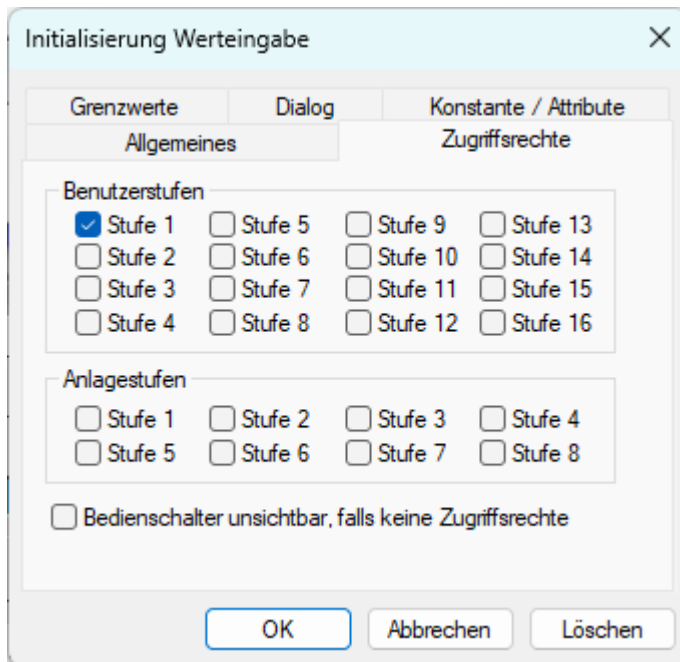 Initialisierung Werteingabe
Grenzwerte Dialog Konstante / Attribute
Allgemeines Zugriffsrechte
Benutzerstufen
Stufe 1 Stufe 5 Stufe 9 Stufe 13
Stufe 2 Stufe 6 Stufe 10 Stufe 14
Stufe 3 Stufe 7 Stufe 11 Stufe 15
Stufe 4 Stufe 8 Stufe 12 Stufe 16
Anlagestufen
Stufe 1 Stufe 2 Stufe 3 Stufe 4
Stufe 5 Stufe 6 Stufe 7 Stufe 8
Bedienschalter unsichtbar, falls keine Zugriffsrechte
OK Abbrechen Löschen